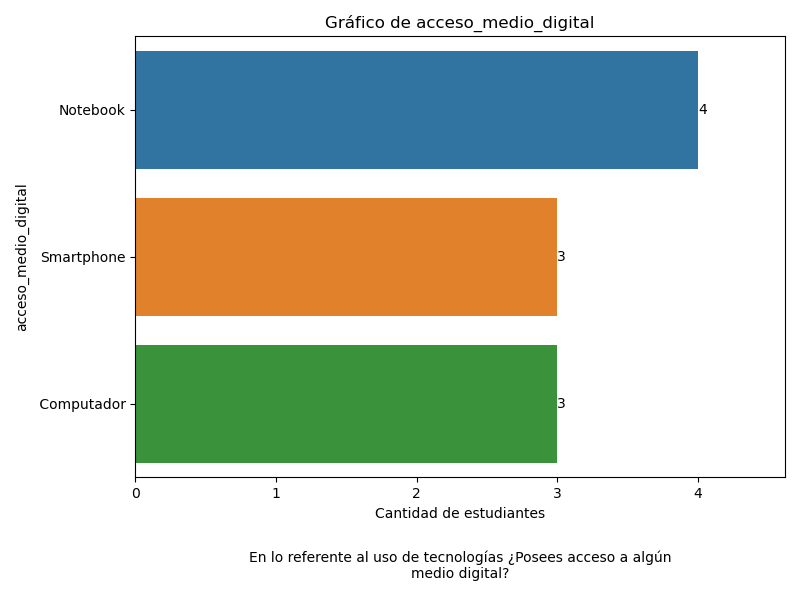 Gráfico de acceso_medio_digital
acceso_medio_digital
Notebook
4
Smartphone
3
Computador
3
0 1 2 3 4
Cantidad de estudiantes
En lo referente al uso de tecnologías ¿Posees acceso a algún
medio digital?